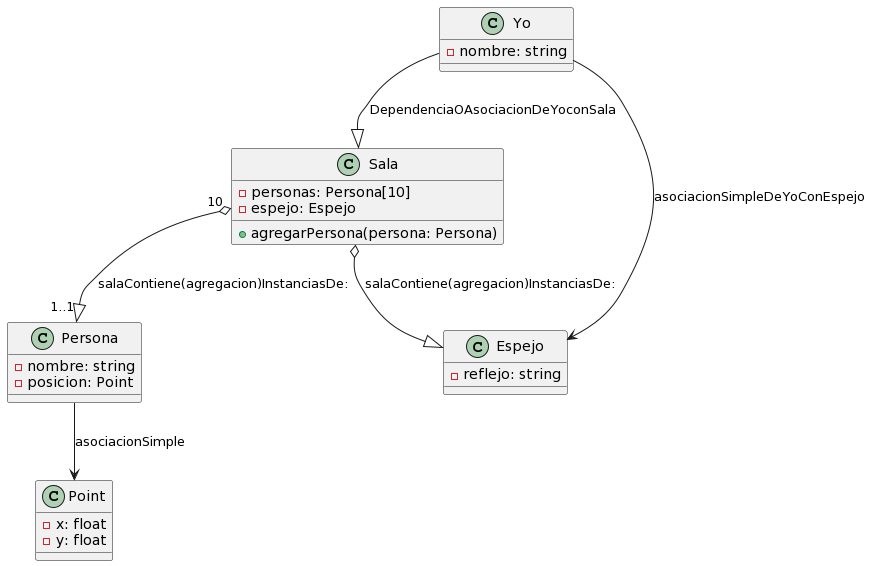 C Yo
nombre: string
DependenciaOAsociacionDeYoconSala
C Sala
personas: Persona[10]
espejo: Espejo
agregarPersona(persona: Persona)
asociacionSimpleDeYoConEspejo
10
salaContiene(agregacion)InstanciasDe:
salaContiene(agregacion)InstanciasDe:
1..1
C Persona
nombre: string
posicion: Point
C Espejo
reflejo: string
asociacionSimple
C Point
x: float
y: float